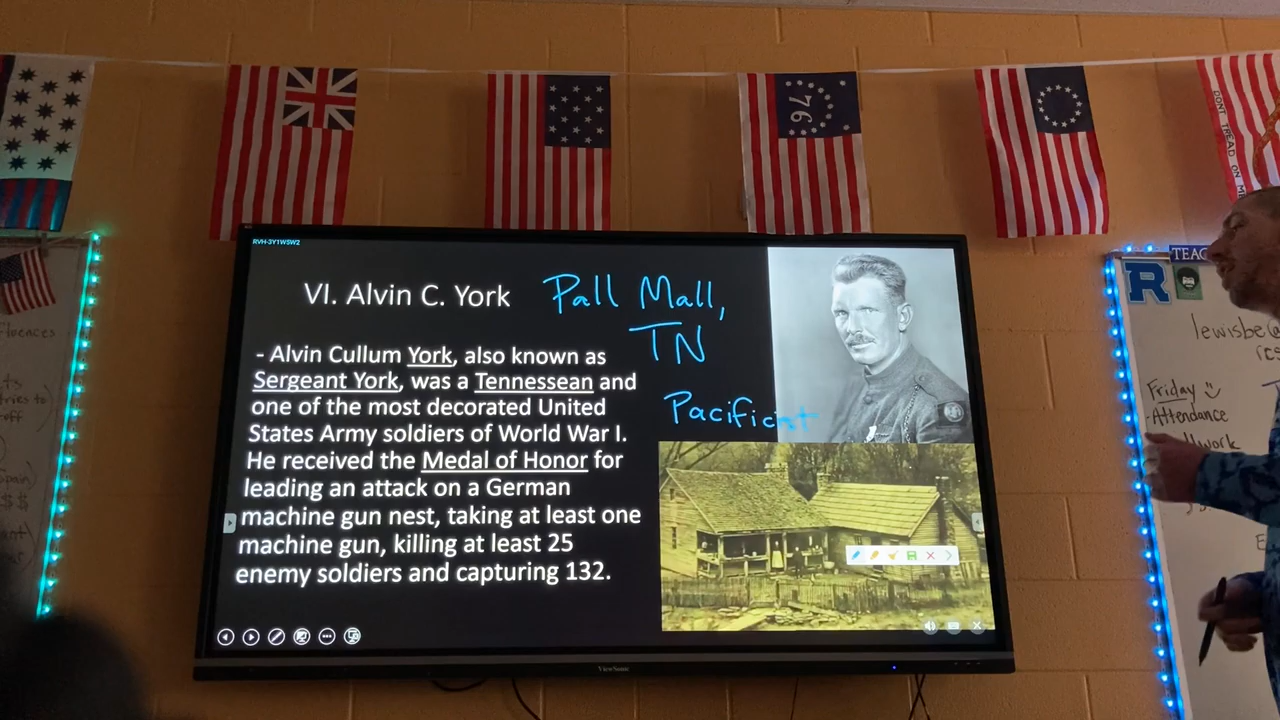 76
DONT TREAD ON M
RVH-3Y1W5W2
VI. Alvin C. York
Pall Mall,
TN
Pacificist
- Alvin Cullum York, also known as
Sergeant York, was a Tennessean and
one of the most decorated United
States Army soldiers of World War I.
He received the Medal of Honor for
leading an attack on a German
machine gun nest, taking at least one
machine gun, killing at least 25
enemy soldiers and capturing 132.
ViewSonic
TEAC
R
lewisbe@
Friday
-Attendance
llwork